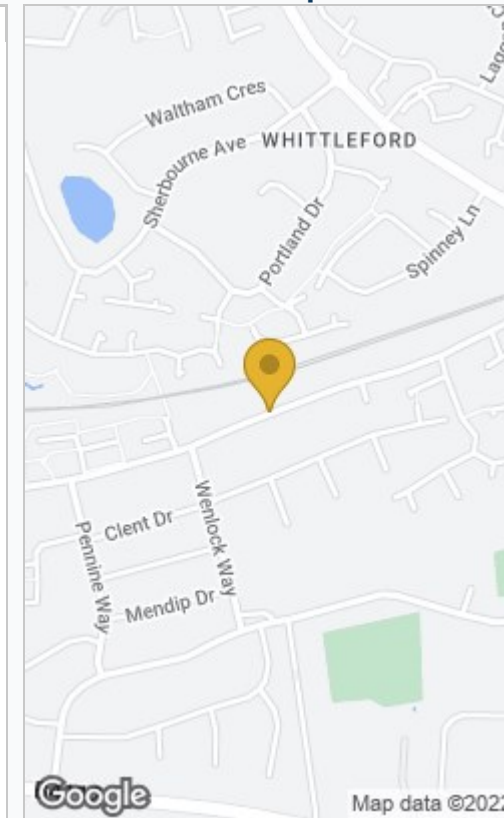 Waltham Cres
Sherbourne Ave
WHITTLEFORD
Portland Dr
Spinney Ln
Wenlock Way
Clent Dr
Pennine Way
Mendip Dr
Google
Map data ©2022